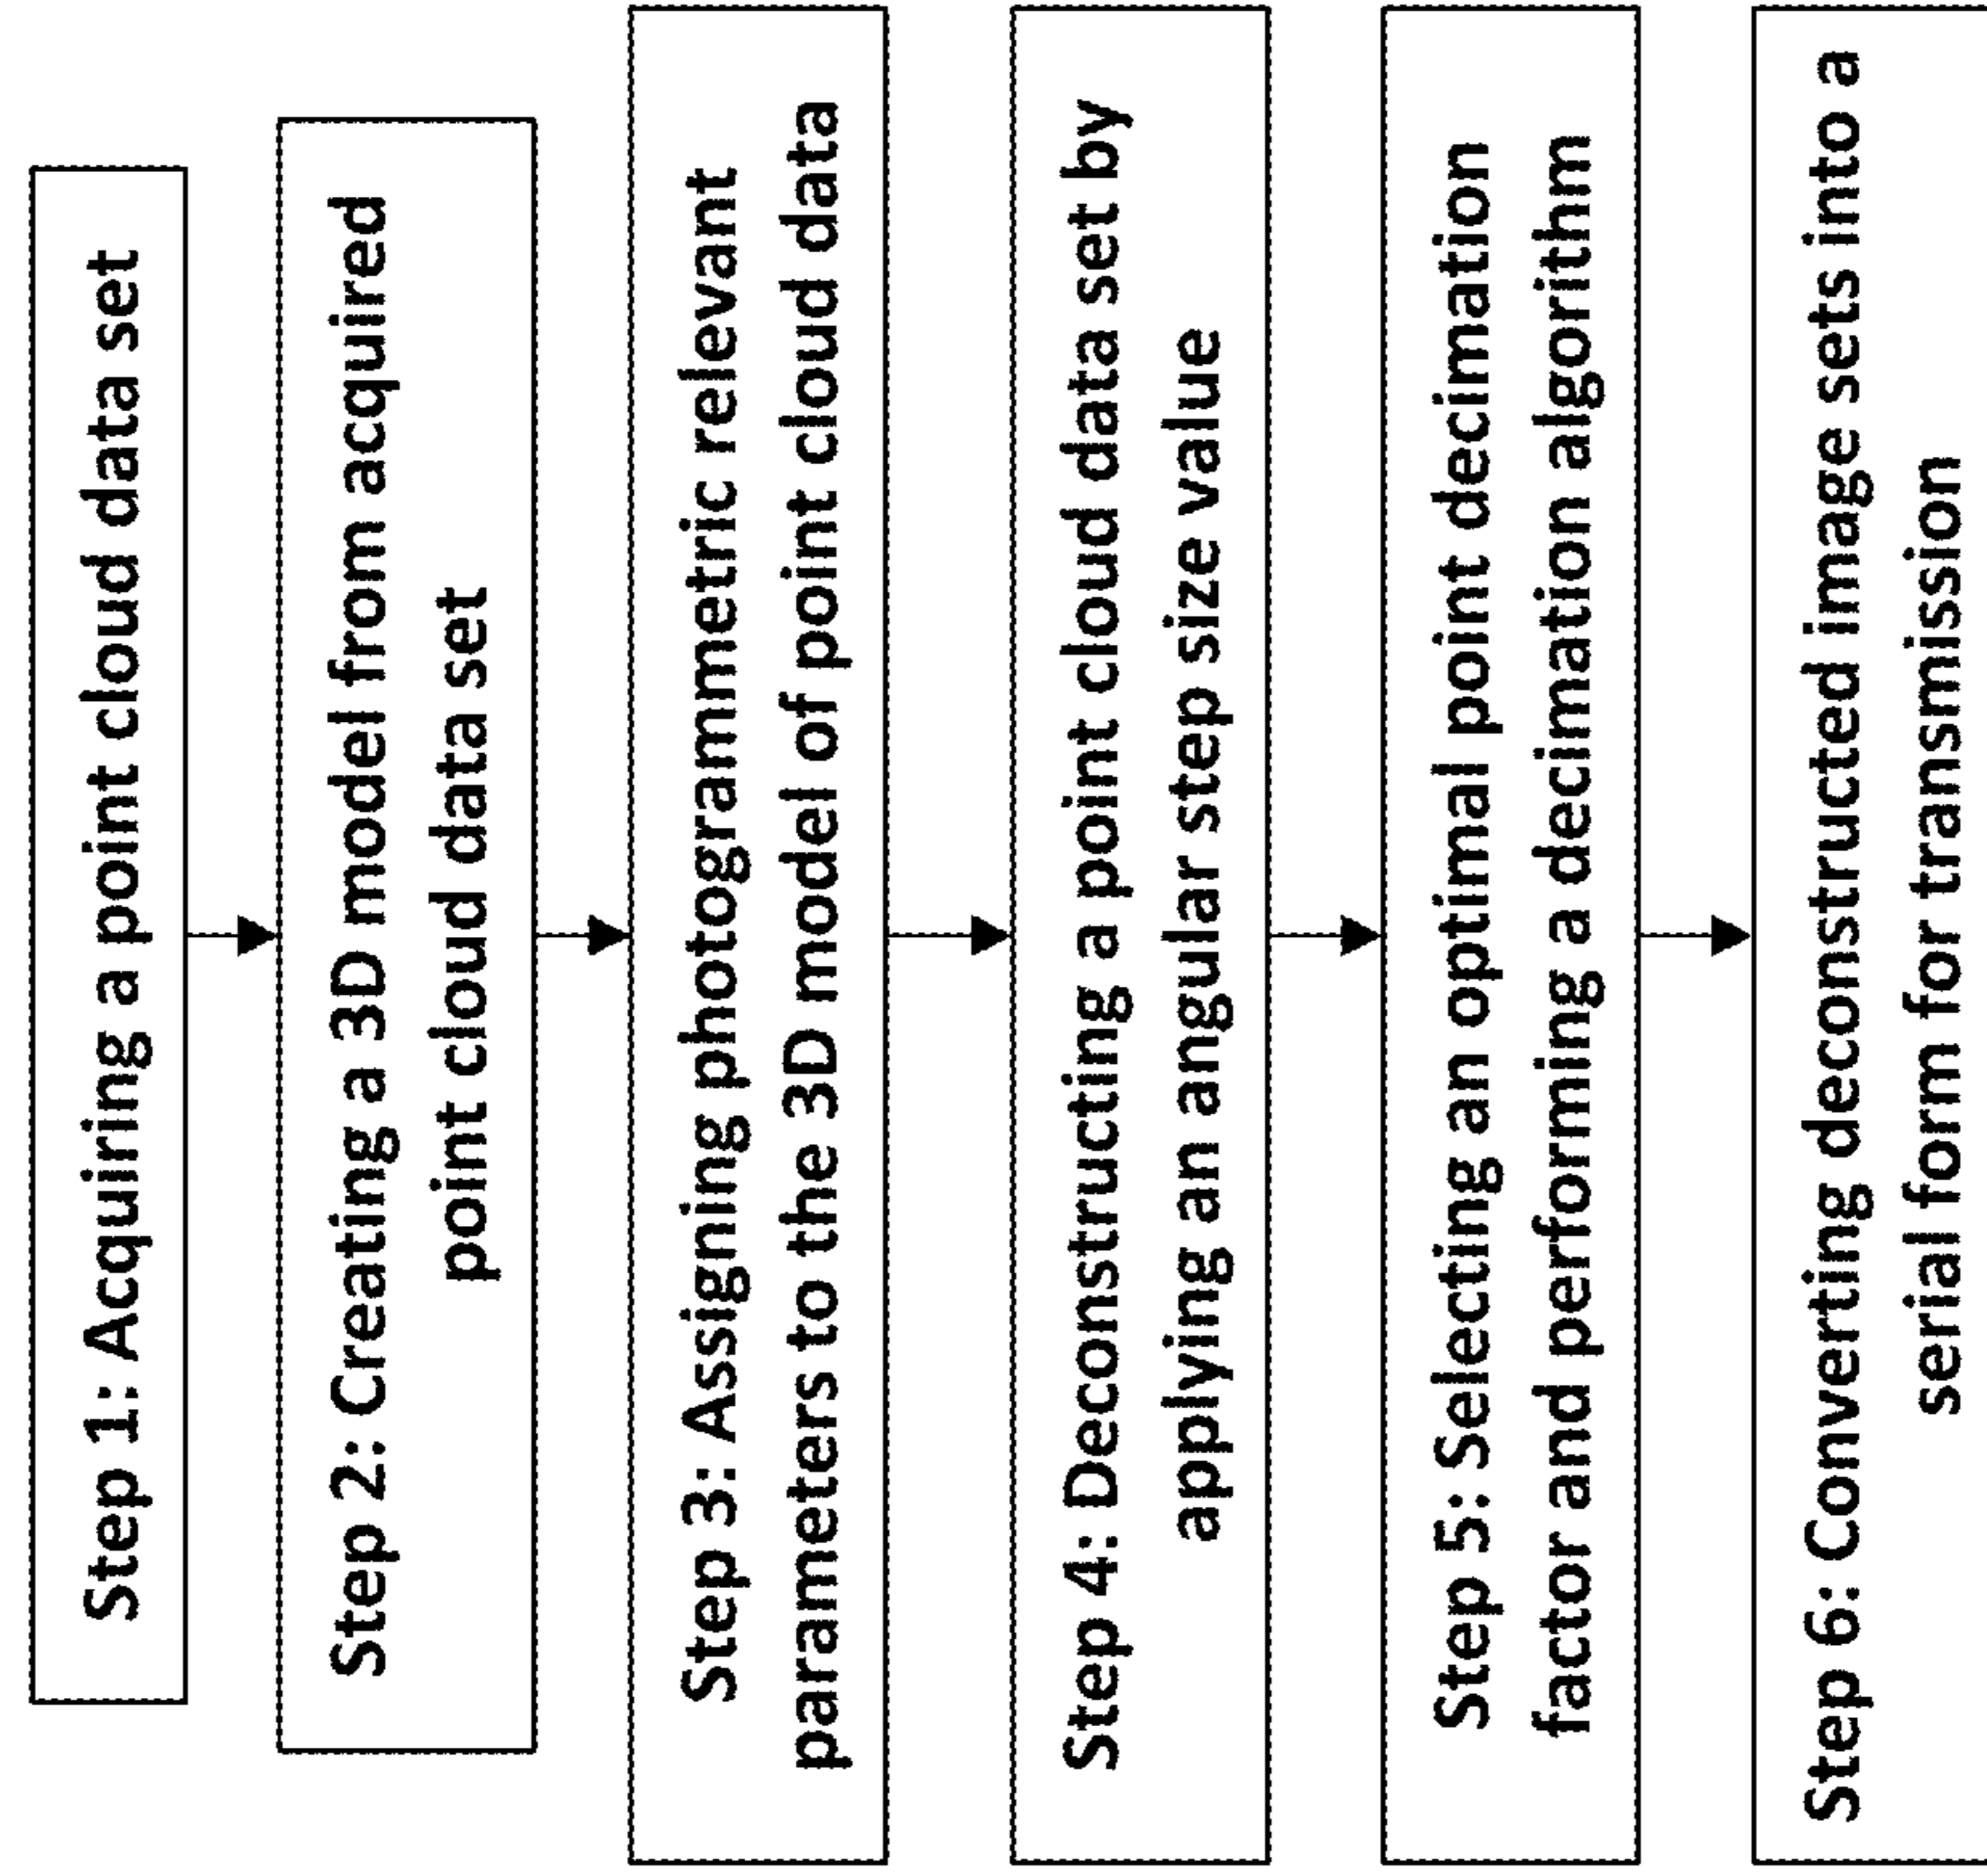 Step 1: Acquiring a point cloud data set
Step 2: Creating a 3D model from acquired
point cloud data set
Step 3: Assigning photogrammetric relevant
parameters to the 3D model of point cloud data
Step 4: Deconstructing a point cloud data set by
applying an angular step size value
Step 5: Selecting an optimal point decimation
factor and performing a decimation algorithm
Step 6: Converting deconstructed image sets into a
serial form for transmission